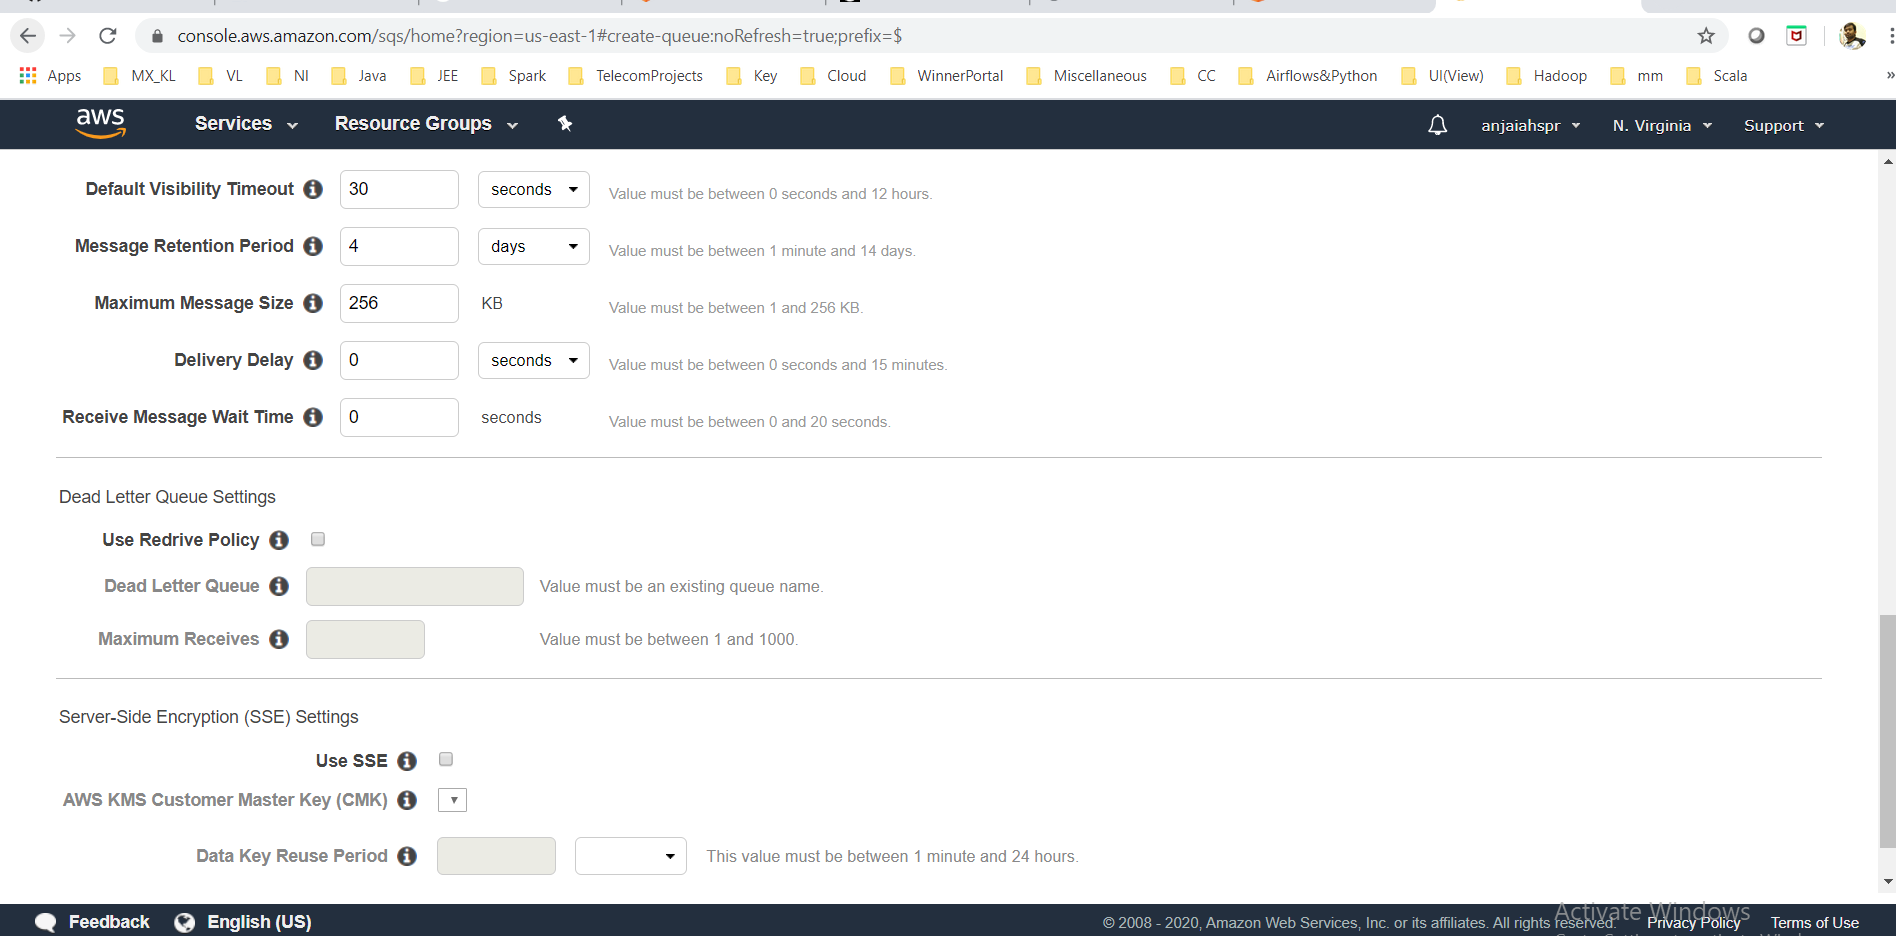 console.aws.amazon.com/sqs/home?region=us-east-1#create-queue:noRefresh=true;prefix=$
Apps MX_KL VL NI Java JEE Spark TelecomProjects Key Cloud WinnerPortal Miscellaneous CC Airflows&Python UI(View) Hadoop mm Scala »
aws Services Resource Groups anjaiahspr N. Virginia Support
Default Visibility Timeout i 30 seconds Value must be between 0 seconds and 12 hours.
Message Retention Period i 4 days Value must be between 1 minute and 14 days.
Maximum Message Size i 256 KB Value must be between 1 and 256 KB.
Delivery Delay i 0 seconds Value must be between 0 seconds and 15 minutes.
Receive Message Wait Time i 0 seconds Value must be between 0 and 20 seconds.
Dead Letter Queue Settings
Use Redrive Policy i
Dead Letter Queue i Value must be an existing queue name.
Maximum Receives i Value must be between 1 and 1000.
Server-Side Encryption (SSE) Settings
Use SSE i
AWS KMS Customer Master Key (CMK) i
Data Key Reuse Period i This value must be between 1 minute and 24 hours.
Activate Windows
Feedback English (US) © 2008 - 2020, Amazon Web Services, Inc. or its affiliates. All rights reserved. Privacy Policy Terms of Use